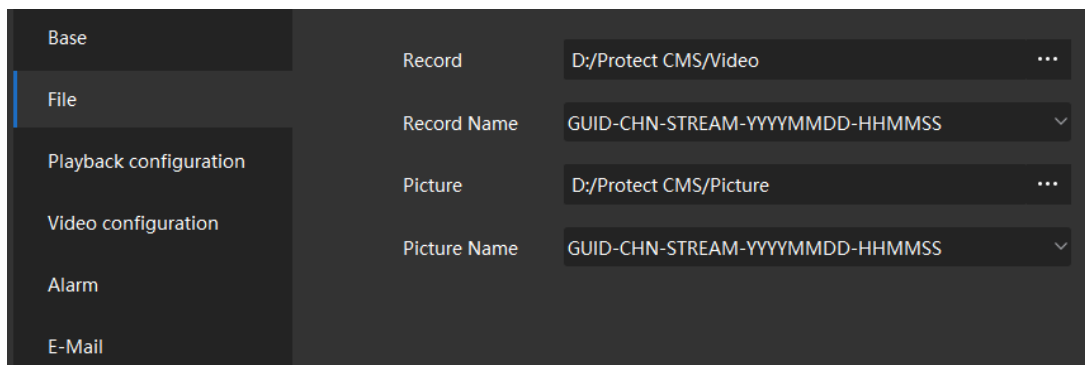 Base
File
Playback configuration
Video configuration
Alarm
E-Mail
Record D:/Protect CMS/Video ...
Record Name GUID-CHN-STREAM-YYYYMMDD-HHMMSS
Picture D:/Protect CMS/Picture ...
Picture Name GUID-CHN-STREAM-YYYYMMDD-HHMMSS